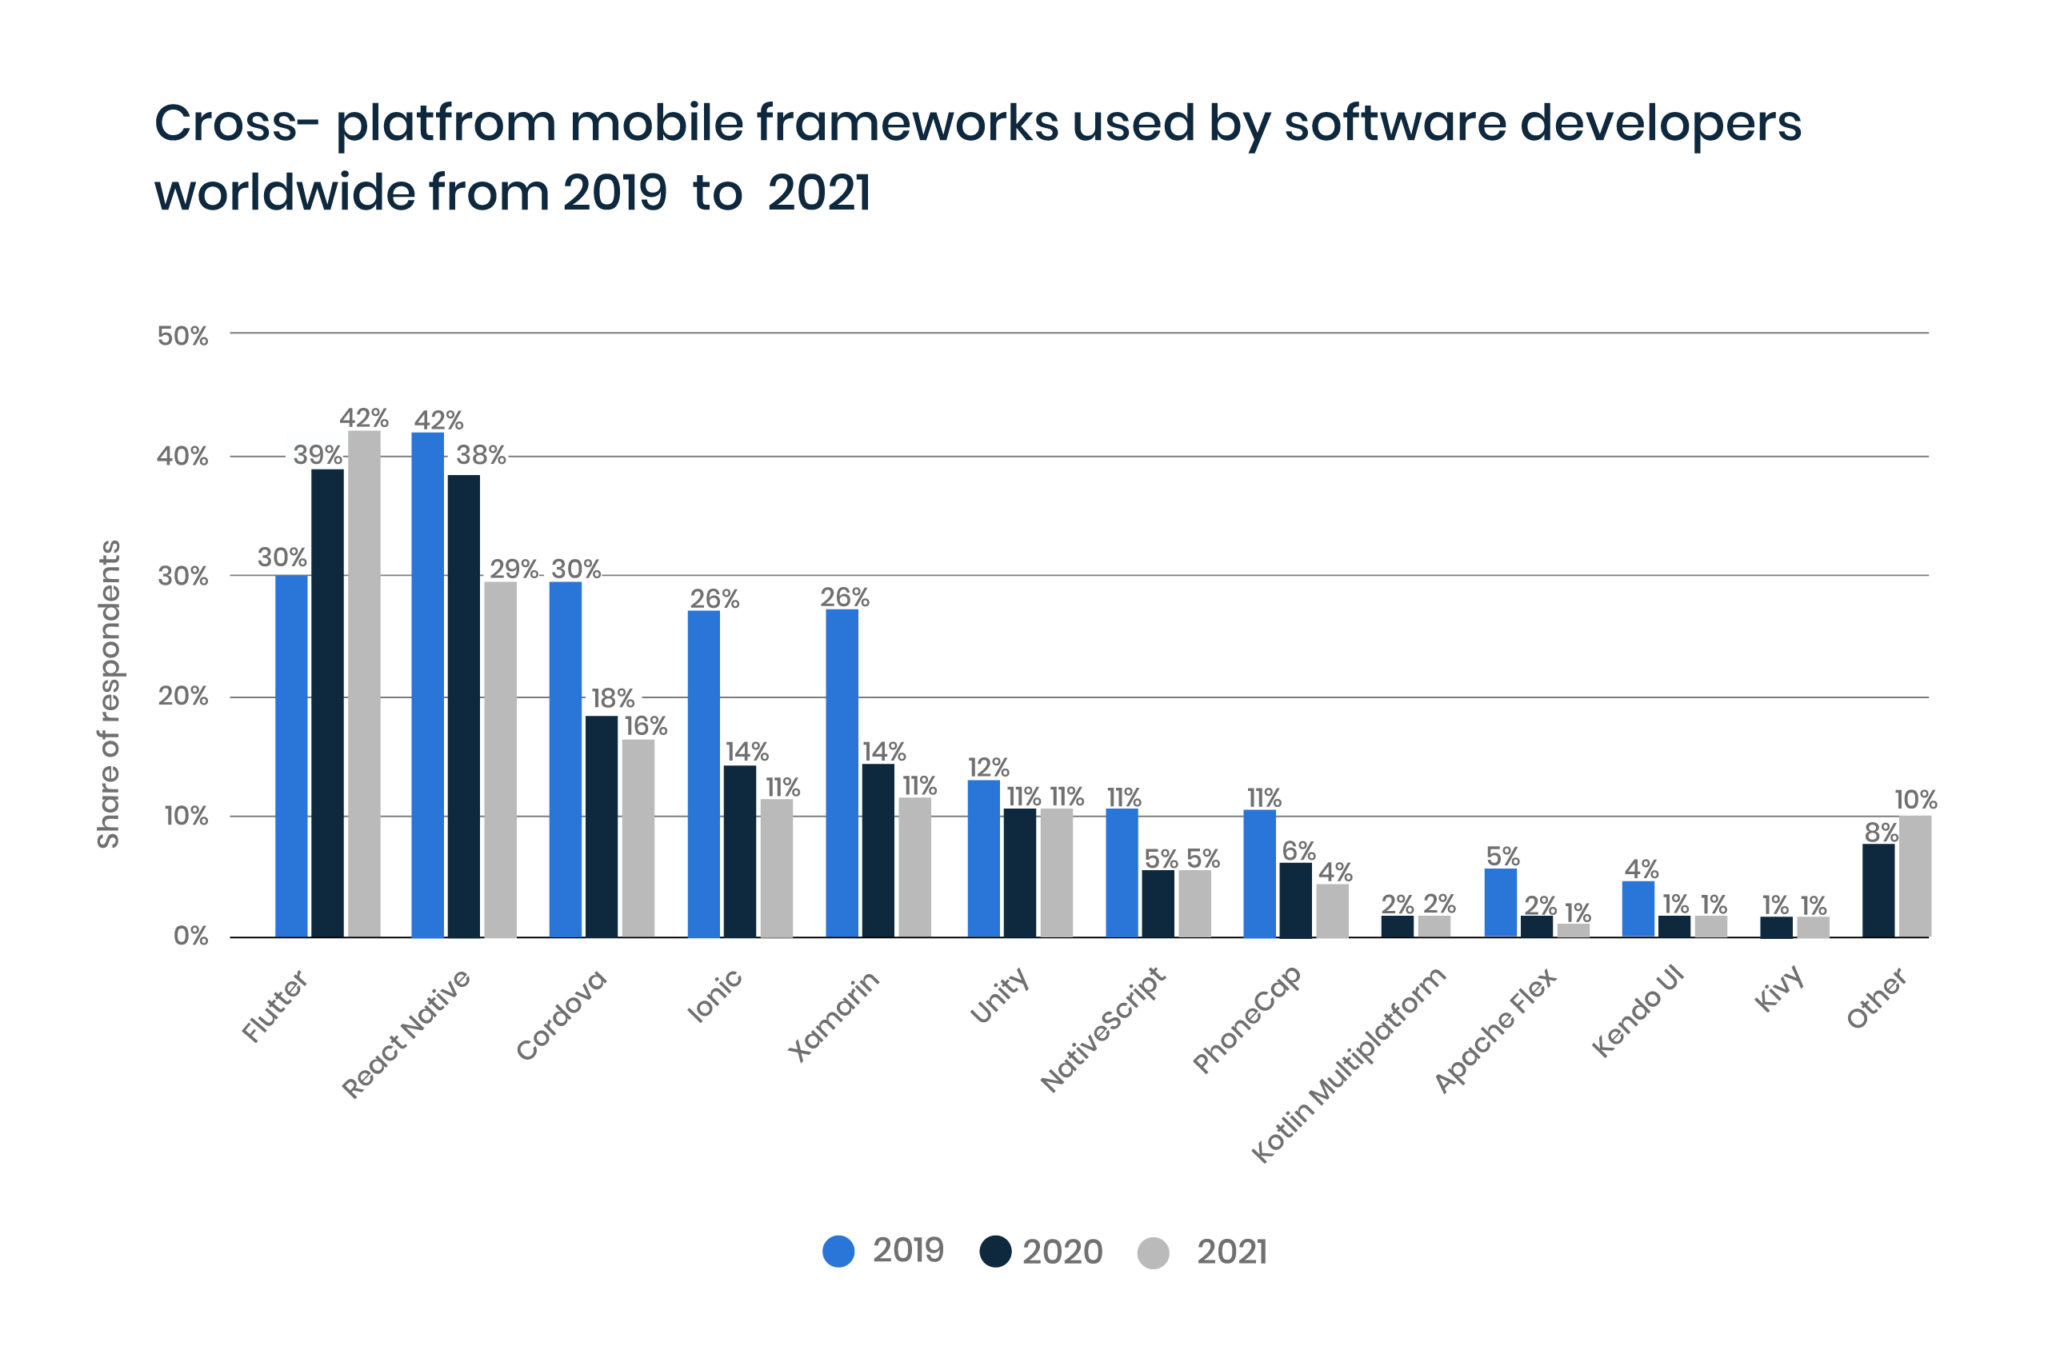 Cross- platfrom mobile frameworks used by software developers
worldwide from 2019 to 2021
Share of respondents
50%
40%
30%
20%
10%
0%
30%
39%
42%
42%
38%
29%
30%
18%
16%
26%
14%
11%
26%
14%
11%
12%
11%
11%
11%
5%
5%
11%
6%
4%
2%
2%
5%
2%
1%
4%
1%
1%
1%
1%
8%
10%
Flutter
React Native
Cordova
Ionic
Xamarin
Unity
NativeScript
PhoneCap
Kotlin Multiplatform
Apache Flex
Kendo UI
Kivy
Other
2019
2020
2021